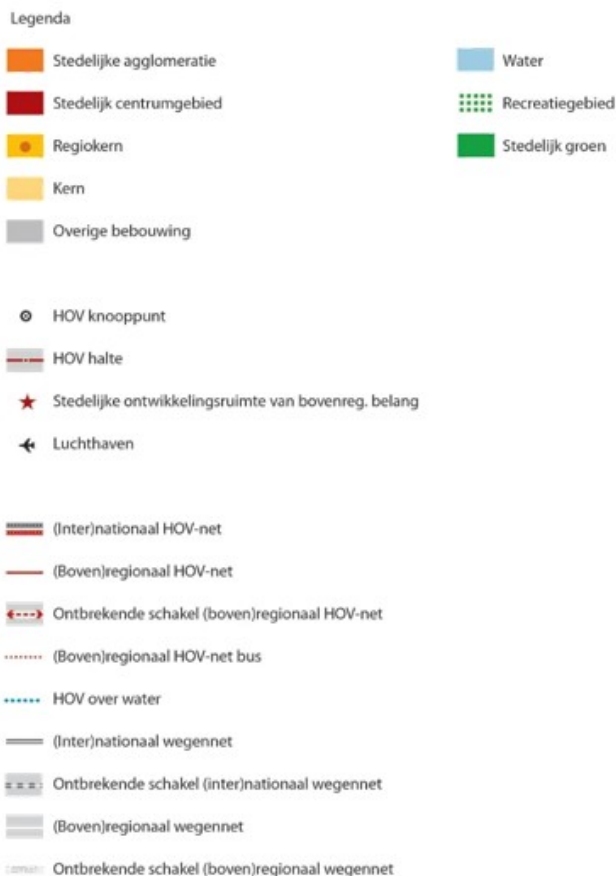 Legenda
Stedelijke agglomeratie
Stedelijk centrumgebied
Regiokern
Kern
Overige bebouwing
Water
Recreatiegebied
Stedelijk groen
HOV knooppunt
HOV halte
Stedelijke ontwikkelingsruimte van bovenreg. belang
Luchthaven
(Inter)nationaal HOV-net
(Boven)regionaal HOV-net
Ontbrekende schakel (boven)regionaal HOV-net
(Boven)regionaal HOV-net bus
HOV over water
(Inter)nationaal wegennet
Ontbrekende schakel (inter)nationaal wegennet
(Boven)regionaal wegennet
Ontbrekende schakel (boven)regionaal wegennet